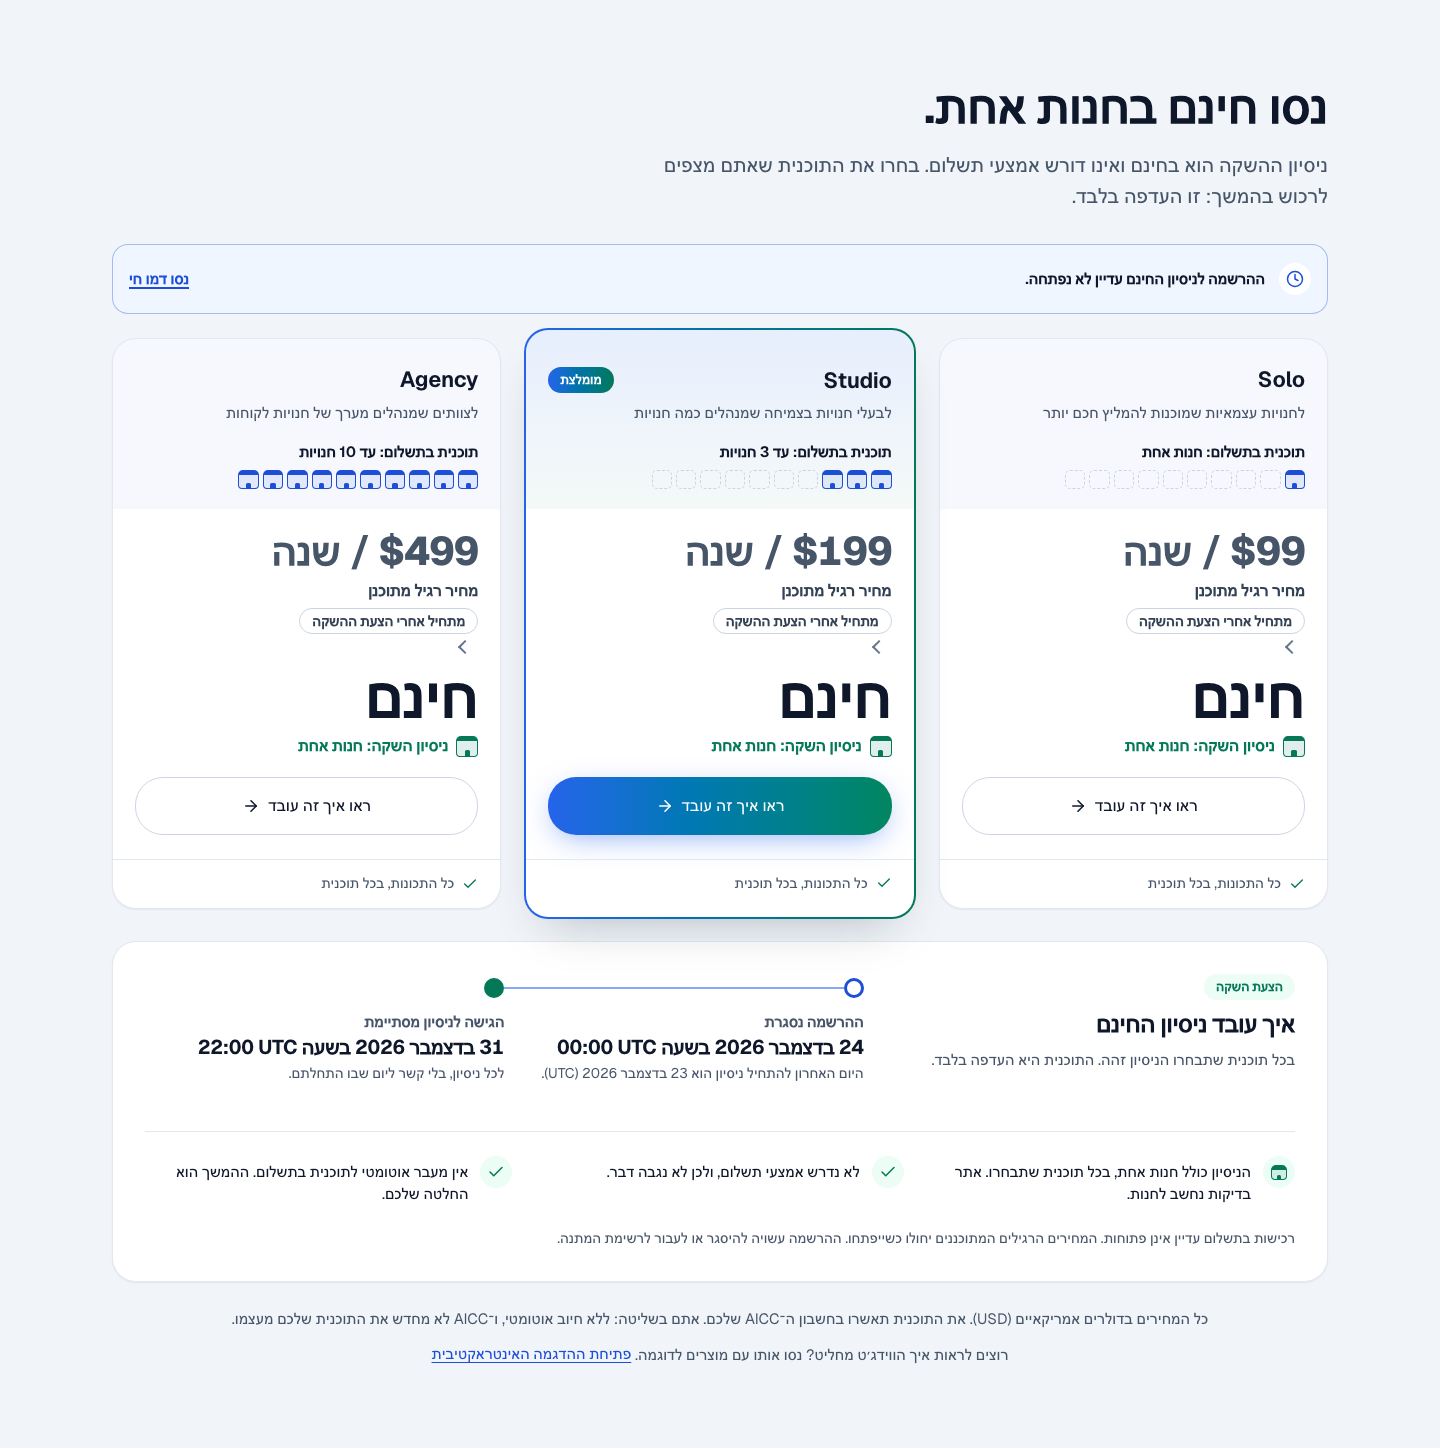 נסו חינם בחנות אחת.
ניסיון ההשקה הוא בחינם ואינו דורש אמצעי תשלום. בחרו את התוכנית שאתם מצפים
לרכוש בהמשך: זו העדפה בלבד.
ההרשמה לניסיון החינם עדיין לא נפתחה.
נסו דמו חי
Solo
לחנויות עצמאיות שמוכנות להמליץ חכם יותר
תוכנית בתשלום: חנות אחת
$99 / שנה
מחיר רגיל מתוכנן
מתחיל אחרי הצעת ההשקה
חינם
ניסיון השקה: חנות אחת
ראו איך זה עובד
כל התכונות, בכל תוכנית
Studio
מומלצת
לבעלי חנויות בצמיחה שמנהלים כמה חנויות
תוכנית בתשלום: עד 3 חנויות
$199 / שנה
מחיר רגיל מתוכנן
מתחיל אחרי הצעת ההשקה
חינם
ניסיון השקה: חנות אחת
ראו איך זה עובד
כל התכונות, בכל תוכנית
Agency
לצוותים שמנהלים מערך של חנויות לקוחות
תוכנית בתשלום: עד 10 חנויות
$499 / שנה
מחיר רגיל מתוכנן
מתחיל אחרי הצעת ההשקה
חינם
ניסיון השקה: חנות אחת
ראו איך זה עובד
כל התכונות, בכל תוכנית
הצעת השקה
איך עובד ניסיון החינם
בכל תוכנית שתבחרו הניסיון זהה. התוכנית היא העדפה בלבד.
ההרשמה נסגרת
24 בדצמבר 2026 בשעה 00:00 UTC
היום האחרון להתחיל ניסיון הוא 23 בדצמבר 2026 (UTC).
הגישה לניסיון מסתיימת
31 בדצמבר 2026 בשעה 22:00 UTC
לכל ניסיון, בלי קשר ליום שבו התחלתם.
הניסיון כולל חנות אחת, בכל תוכנית שתבחרו. אתר
בדיקות נחשב לחנות.
לא נדרש אמצעי תשלום, ולכן לא נגבה דבר.
אין מעבר אוטומטי לתוכנית בתשלום. ההמשך הוא
החלטה שלכם.
רכישות בתשלום עדיין אינן פתוחות. המחירים הרגילים המתוכננים יחולו כשייפתחו. ההרשמה עשויה להיסגר או לעבור לרשימת המתנה.
כל המחירים בדולרים אמריקאיים (USD). את התוכנית תאשרו בחשבון ה־AICC שלכם. אתם בשליטה: ללא חיוב אוטומטי, ו־AICC לא מחדש את התוכנית שלכם מעצמו.
רוצים לראות איך הווידג׳ט מחליט? נסו אותו עם מוצרים לדוגמה. פתיחת ההדגמה האינטראקטיבית